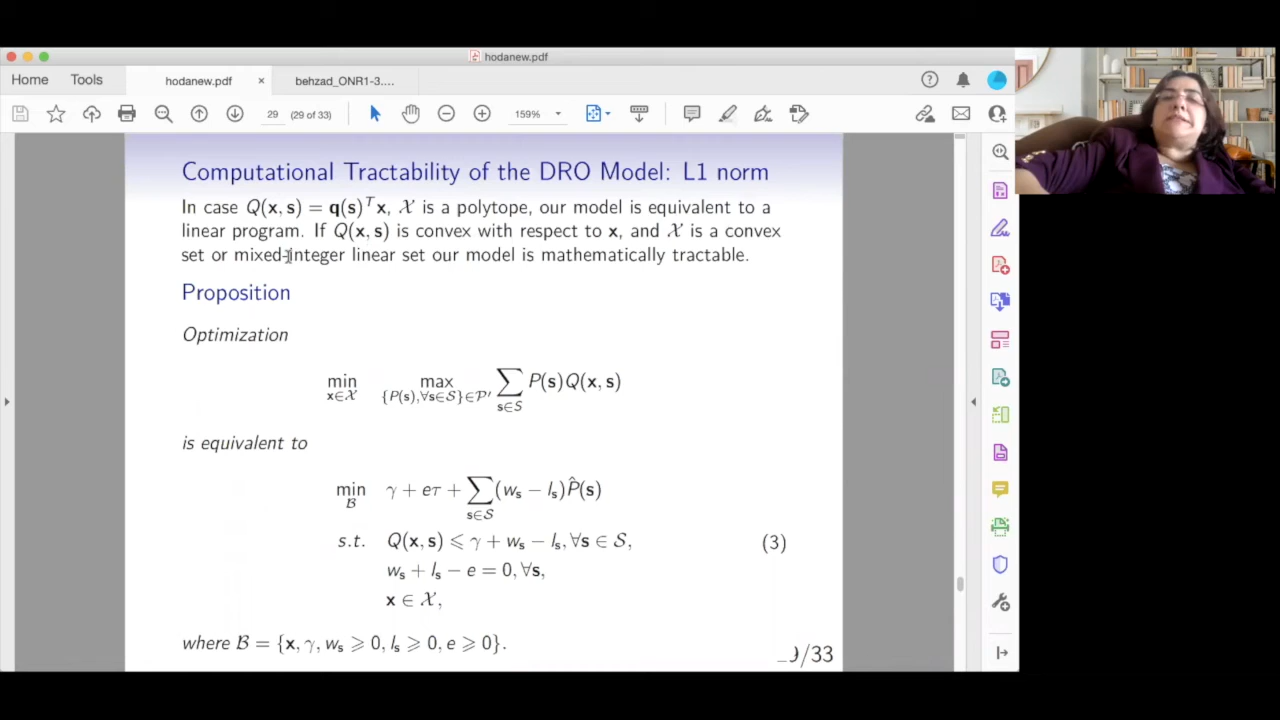 hodanew.pdf
Home Tools hodanew.pdf × behzad_ONR1-3....
29 (29 of 33) 159%
Computational Tractability of the DRO Model: L1 norm
In case Q(x, s) = q(s)ᵀx, 𝒳 is a polytope, our model is equivalent to a
linear program. If Q(x, s) is convex with respect to x, and 𝒳 is a convex
set or mixed-integer linear set our model is mathematically tractable.
Proposition
Optimization
min x∈𝒳 max {P(s),∀s∈𝒮}∈𝒫′ ∑ s∈S P(s)Q(x, s)
is equivalent to
min ℬ γ + eτ + ∑ s∈𝒮 (wₛ − lₛ)P̂(s)
s.t. Q(x, s) ⩽ γ + wₛ − lₛ, ∀s ∈ 𝒮,
(3)
wₛ + lₛ − e = 0, ∀s,
x ∈ 𝒳,
where ℬ = {x, γ, wₛ ⩾ 0, lₛ ⩾ 0, e ⩾ 0}.
/33